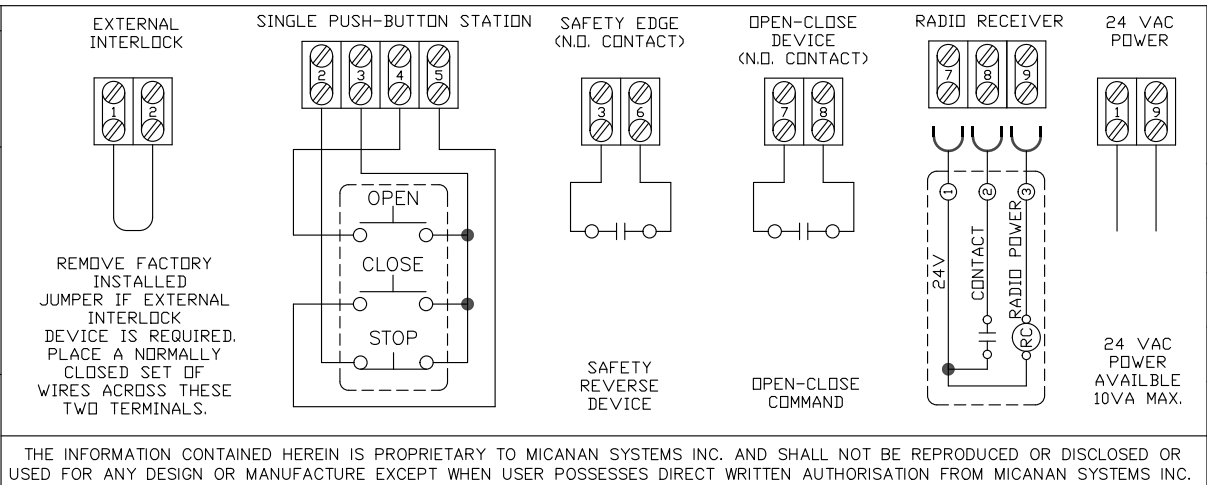 EXTERNAL
INTERLOCK
1 2
REMOVE FACTORY
INSTALLED
JUMPER IF EXTERNAL
INTERLOCK
DEVICE IS REQUIRED.
PLACE A NORMALLY
CLOSED SET OF
WIRES ACROSS THESE
TWO TERMINALS.
SINGLE PUSH-BUTTON STATION
2 3 4 5
OPEN
CLOSE
STOP
SAFETY EDGE
(N.O. CONTACT)
3 6
SAFETY
REVERSE
DEVICE
OPEN-CLOSE
DEVICE
(N.O. CONTACT)
7 8
OPEN-CLOSE
COMMAND
RADIO RECEIVER
7 8 9
1 2 3
24V
CONTACT
RADIO POWER
RC
24 VAC
POWER
1 9
24 VAC
POWER
AVAILBLE
10VA MAX.
THE INFORMATION CONTAINED HEREIN IS PROPRIETARY TO MICANAN SYSTEMS INC. AND SHALL NOT BE REPRODUCED OR DISCLOSED OR
USED FOR ANY DESIGN OR MANUFACTURE EXCEPT WHEN USER POSSESSES DIRECT WRITTEN AUTHORISATION FROM MICANAN SYSTEMS INC.